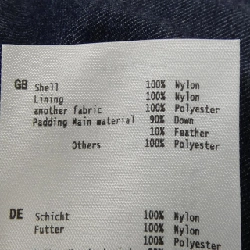 GB Shell 100% Nylon
Lining 100% Nylon
another fabric 100% Polyester
Padding Main material 90% Down
10% Feather
Others 100% Polyester
DE Schicht 100% Nylon
Futter 100% Nylon
100% Polyester